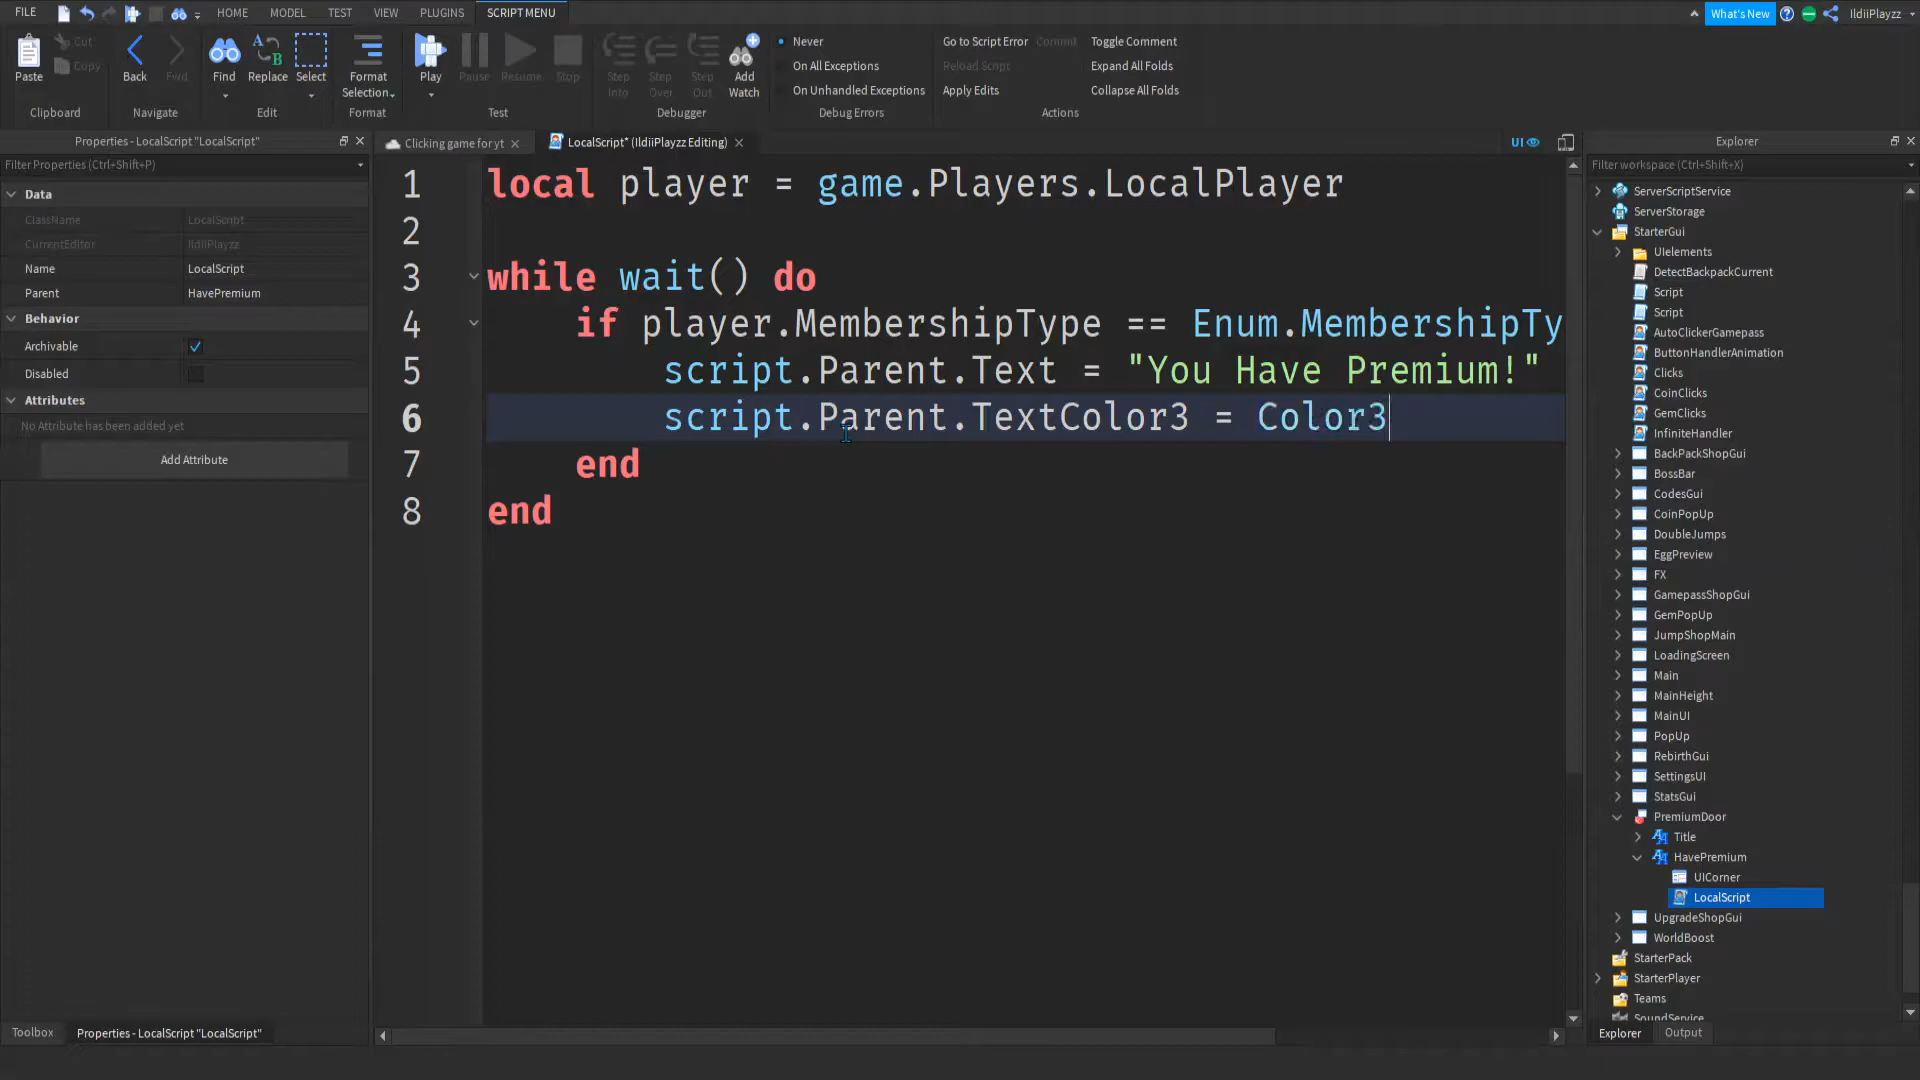 FILE HOME MODEL TEST VIEW PLUGINS SCRIPT MENU What's New IldiiPlayzz
Paste Cut Copy Back Fwd Find Replace Select Format Selection Play Pause Resume Stop Step Into Step Over Step Out Add Watch
Never Go to Script Error Commit Toggle Comment
On All Exceptions Reload Script Expand All Folds
On Unhandled Exceptions Apply Edits Collapse All Folds
Clipboard Navigate Edit Format Test Debugger Debug Errors Actions
Properties - LocalScript "LocalScript"
Filter Properties (Ctrl+Shift+P)
Data
ClassName LocalScript
CurrentEditor IldiiPlayzz
Name LocalScript
Parent HavePremium
Behavior
Archivable
Disabled
Attributes
No Attribute has been added yet
Add Attribute
Toolbox Properties - LocalScript "LocalScript"
Clicking game for yt LocalScript* (IldiiPlayzz Editing) UI
1 local player = game.Players.LocalPlayer
2
3 while wait() do
4 if player.MembershipType == Enum.MembershipTy
5 script.Parent.Text = "You Have Premium!"
6 script.Parent.TextColor3 = Color3
7 end
8 end
Explorer
Filter workspace (Ctrl+Shift+X)
ServerScriptService
ServerStorage
StarterGui
UIelements
DetectBackpackCurrent
Script
Script
AutoClickerGamepass
ButtonHandlerAnimation
Clicks
CoinClicks
GemClicks
InfiniteHandler
BackPackShopGui
BossBar
CodesGui
CoinPopUp
DoubleJumps
EggPreview
FX
GamepassShopGui
GemPopUp
JumpShopMain
LoadingScreen
Main
MainHeight
MainUI
PopUp
RebirthGui
SettingsUI
StatsGui
PremiumDoor
Title
HavePremium
UICorner
LocalScript
UpgradeShopGui
WorldBoost
StarterPack
StarterPlayer
Teams
SoundService
Explorer Output